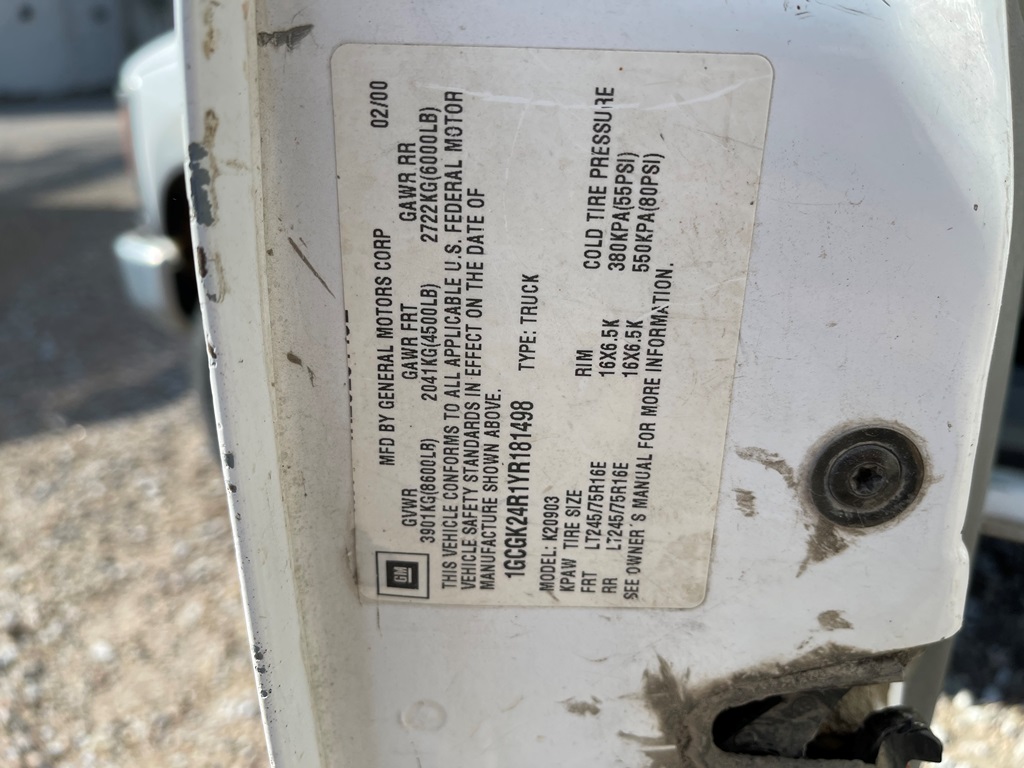 GM
MFD BY GENERAL MOTORS CORP 02/00
GVWR GAWR FRT GAWR RR
3901KG(8600LB) 2041KG(4500LB) 2722KG(6000LB)
THIS VEHICLE CONFORMS TO ALL APPLICABLE U.S. FEDERAL MOTOR
VEHICLE SAFETY STANDARDS IN EFFECT ON THE DATE OF
MANUFACTURE SHOWN ABOVE.
1GCGK24R1YR181498 TYPE: TRUCK
MODEL: K20903
KPAW TIRE SIZE RIM COLD TIRE PRESSURE
FRT LT245/75R16E 16X6.5K 380KPA(55PSI)
RR LT245/75R16E 16X6.5K 550KPA(80PSI)
SEE OWNER'S MANUAL FOR MORE INFORMATION.